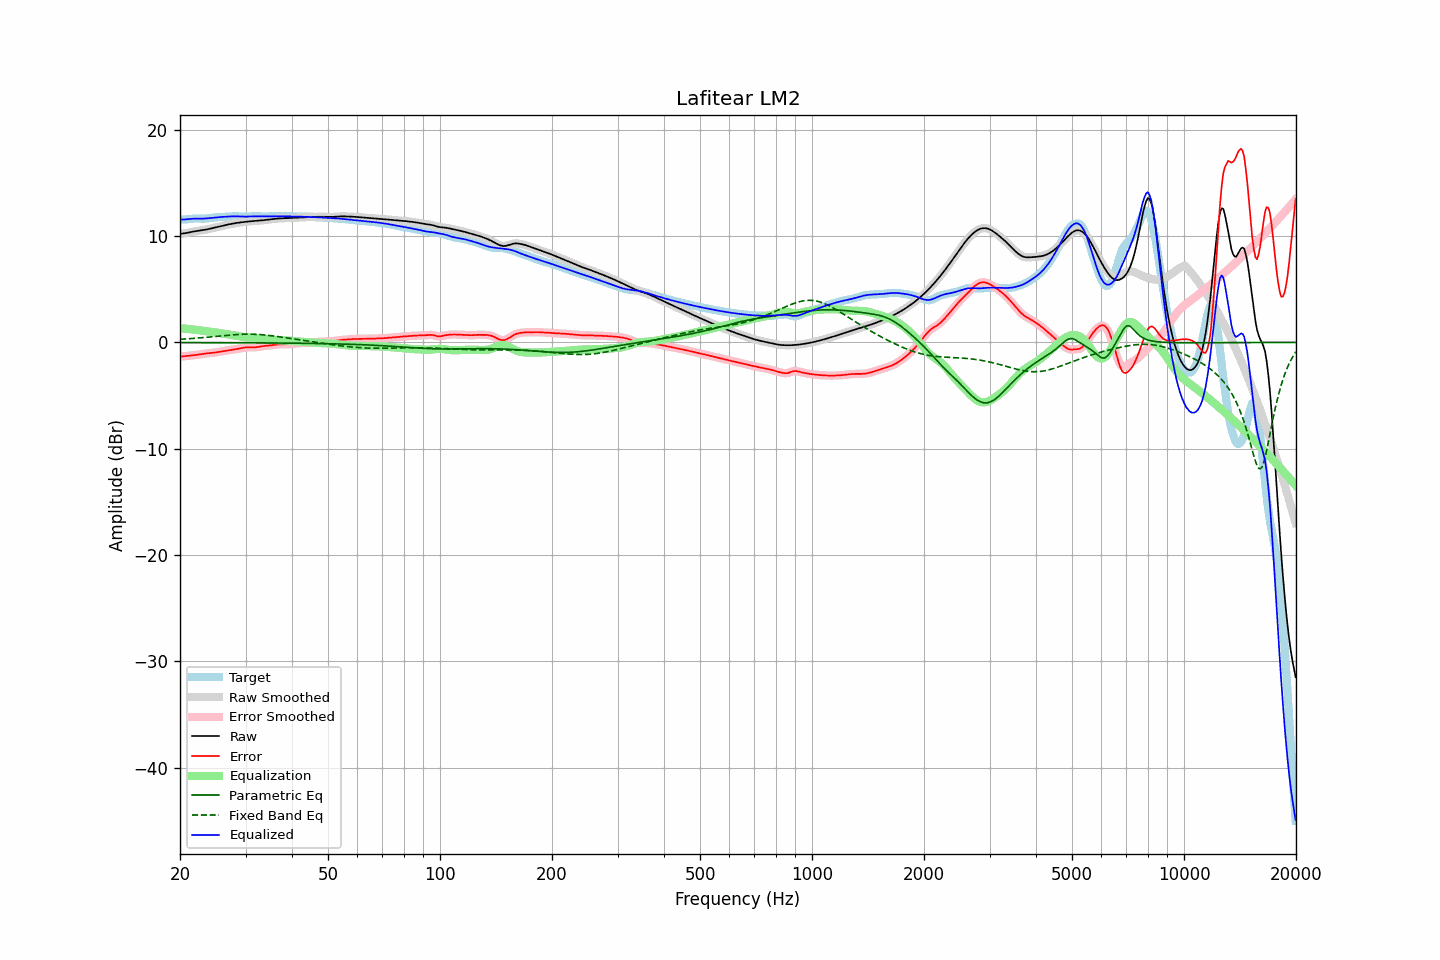 Lafitear LM2
20
10
0
−10
−20
−30
−40
Amplitude (dBr)
Target
Raw Smoothed
Error Smoothed
Raw
Error
Equalization
Parametric Eq
Fixed Band Eq
Equalized
20 50 100 200 500 1000 2000 5000 10000 20000
Frequency (Hz)